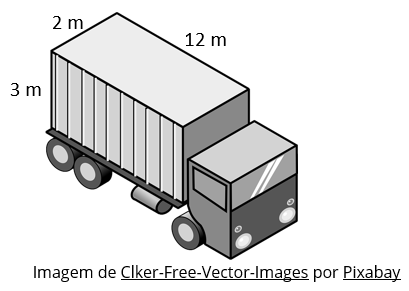 2 m
12 m
3 m
Imagem de Clker-Free-Vector-Images por Pixabay